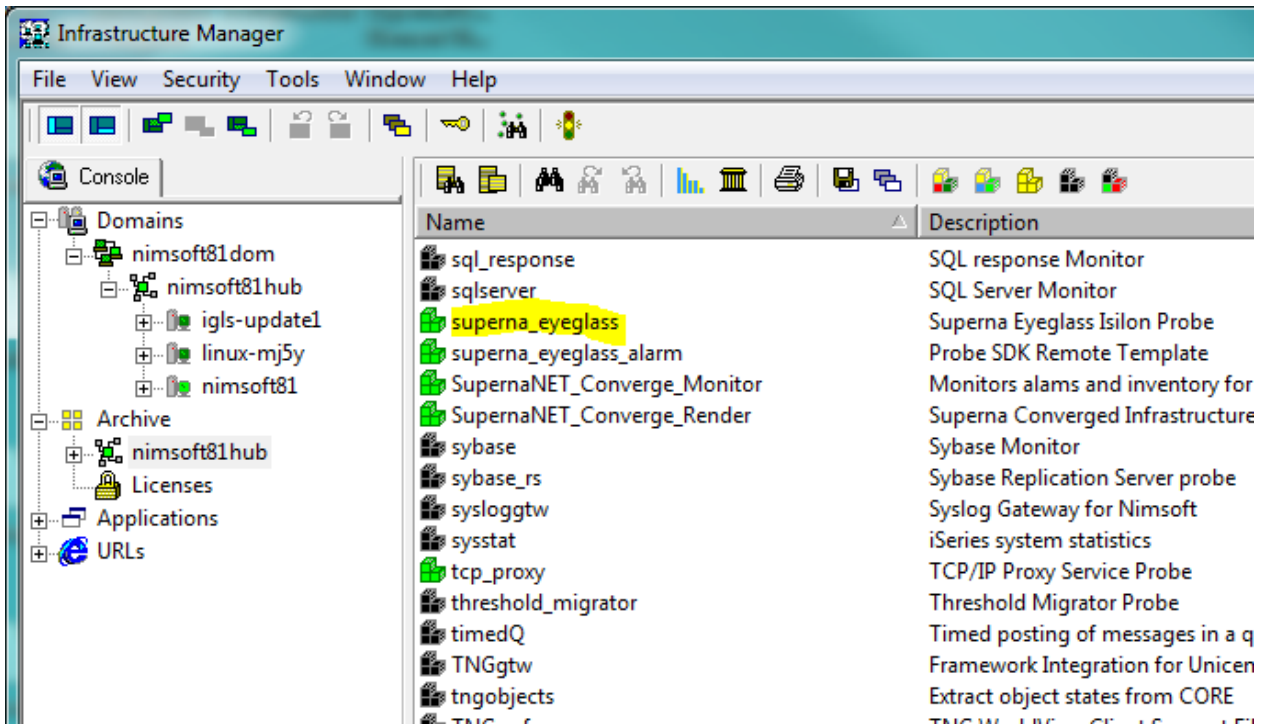 Infrastructure Manager
File View Security Tools Window Help
Console
Domains
nimsoft81dom
nimsoft81hub
igls-update1
linux-mj5y
nimsoft81
Archive
nimsoft81hub
Licenses
Applications
URLs
Name Description
sql_response SQL response Monitor
sqlserver SQL Server Monitor
superna_eyeglass Superna Eyeglass Isilon Probe
superna_eyeglass_alarm Probe SDK Remote Template
SupernaNET_Converge_Monitor Monitors alams and inventory for
SupernaNET_Converge_Render Superna Converged Infrastructure
sybase Sybase Monitor
sybase_rs Sybase Replication Server probe
sysloggtw Syslog Gateway for Nimsoft
sysstat iSeries system statistics
tcp_proxy TCP/IP Proxy Service Probe
threshold_migrator Threshold Migrator Probe
timedQ Timed posting of messages in a q
TNGgtw Framework Integration for Unicen
tngobjects Extract object states from CORE